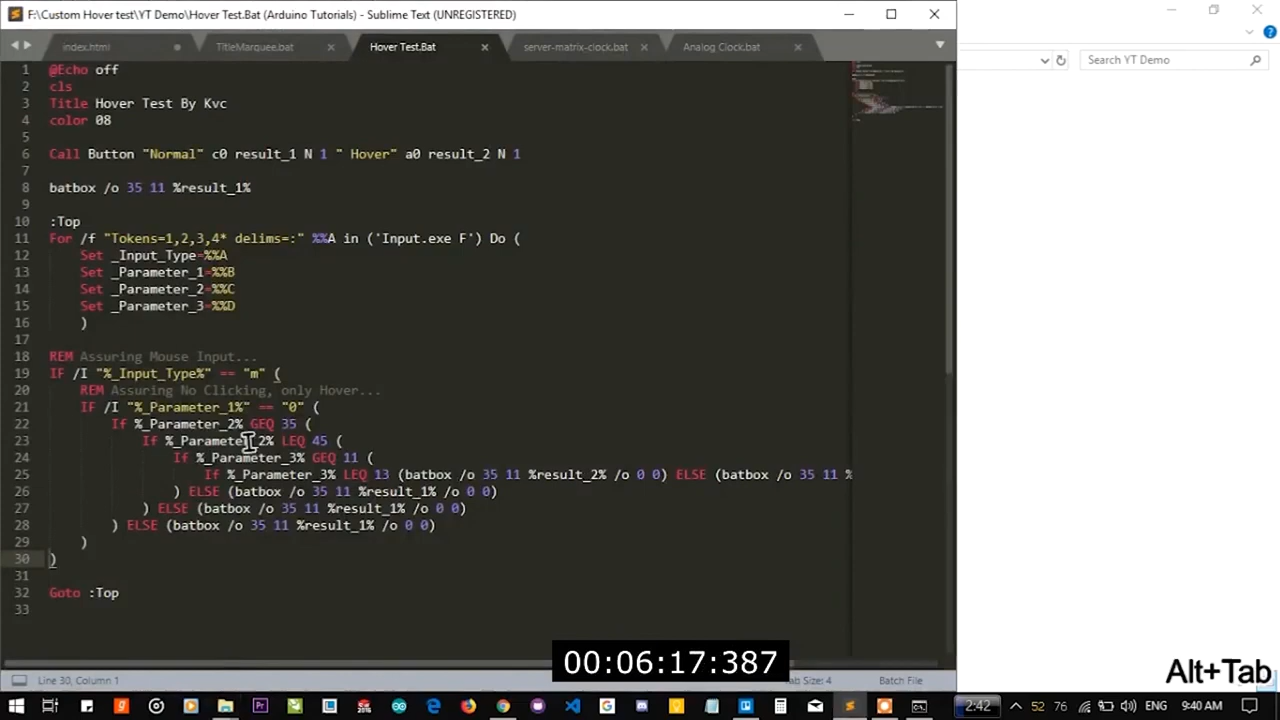 F:\Custom Hover test\YT Demo\Hover Test.Bat (Arduino Tutorials) - Sublime Text (UNREGISTERED)
index.html TitleMarquee.bat Hover Test.Bat server-matrix-clock.bat Analog Clock.bat
Search YT Demo
1 @Echo off
2 cls
3 Title Hover Test By Kvc
4 color 08
5
6 Call Button "Normal" c0 result_1 N 1 " Hover" a0 result_2 N 1
7
8 batbox /o 35 11 %result_1%
9
10 :Top
11 For /f "Tokens=1,2,3,4* delims=:" %%A in ('Input.exe F') Do (
12 Set _Input_Type=%%A
13 Set _Parameter_1=%%B
14 Set _Parameter_2=%%C
15 Set _Parameter_3=%%D
16 )
17
18 REM Assuring Mouse Input...
19 IF /I "%_Input_Type%" == "m" (
20 REM Assuring No Clicking, only Hover...
21 IF /I "%_Parameter_1%" == "0" (
22 If %_Parameter_2% GEQ 35 (
23 If %_Parameter_2% LEQ 45 (
24 If %_Parameter_3% GEQ 11 (
25 If %_Parameter_3% LEQ 13 (batbox /o 35 11 %result_2% /o 0 0) ELSE (batbox /o 35 11 %
26 ) ELSE (batbox /o 35 11 %result_1% /o 0 0)
27 ) ELSE (batbox /o 35 11 %result_1% /o 0 0)
28 ) ELSE (batbox /o 35 11 %result_1% /o 0 0)
29 )
30 )
31
32 Goto :Top
33
00:06:17:387
Alt+Tab
Line 30, Column 1 Tab Size: 4 Batch File
2:42 52 76 ENG 9:40 AM